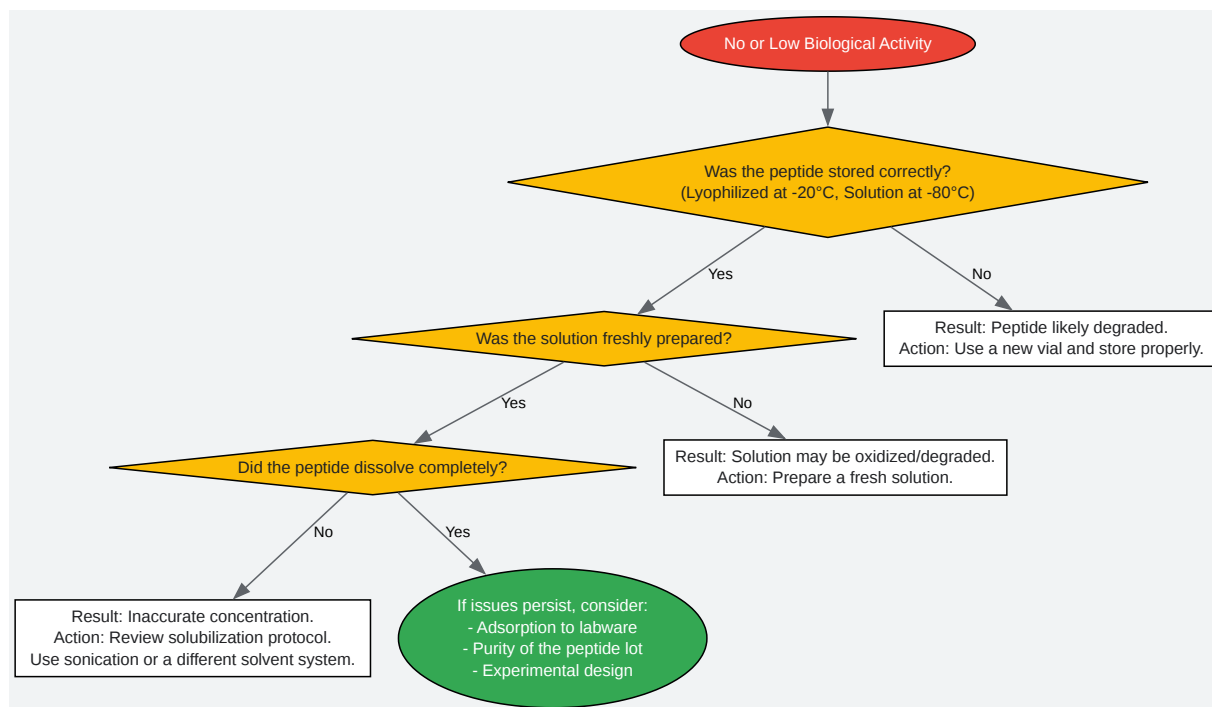 No or Low Biological Activity
Was the peptide stored correctly?
(Lyophilized at -20°C, Solution at -80°C)
Yes
No
Result: Peptide likely degraded.
Action: Use a new vial and store properly.
Was the solution freshly prepared?
Yes
No
Result: Solution may be oxidized/degraded.
Action: Prepare a fresh solution.
Did the peptide dissolve completely?
No
Yes
Result: Inaccurate concentration.
Action: Review solubilization protocol.
Use sonication or a different solvent system.
If issues persist, consider:
- Adsorption to labware
- Purity of the peptide lot
- Experimental design